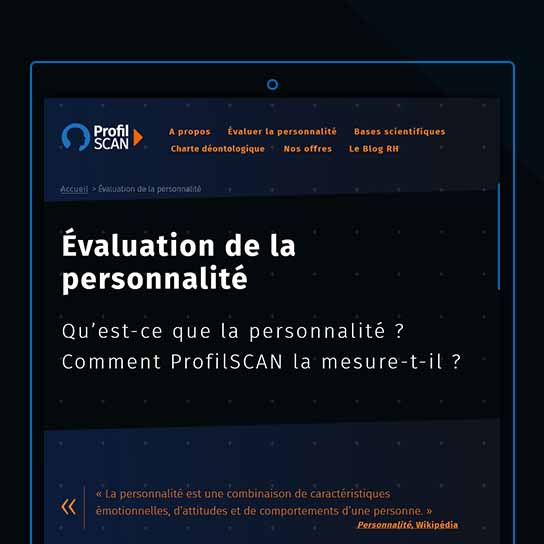 Profil
SCAN
A propos Évaluer la personnalité Bases scientifiques
Charte déontologique Nos offres Le Blog RH
Accueil > Évaluation de la personnalité
Évaluation de la
personnalité
Qu’est-ce que la personnalité ?
Comment ProfilSCAN la mesure-t-il ?
« La personnalité est une combinaison de caractéristiques
émotionnelles, d’attitudes et de comportements d’une personne. »
Personnalité, Wikipédia